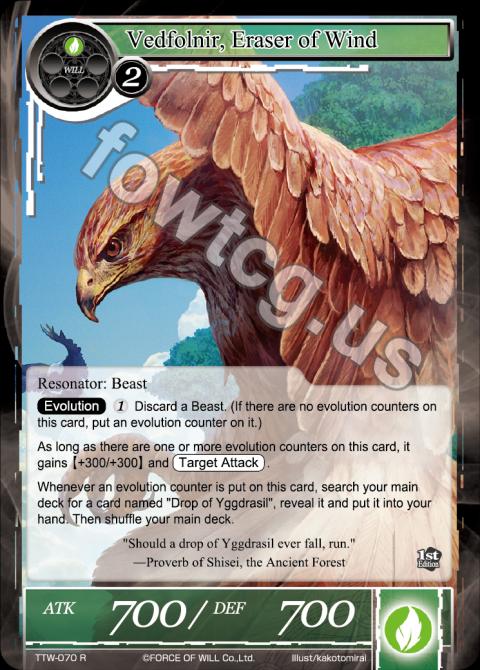 Vedfolnir, Eraser of Wind
WILL
2
fowtcg.us
Resonator: Beast
Evolution 1 Discard a Beast. (If there are no evolution counters on
this card, put an evolution counter on it.)
As long as there are one or more evolution counters on this card, it
gains 【+300/+300】 and Target Attack .
Whenever an evolution counter is put on this card, search your main
deck for a card named "Drop of Yggdrasil", reveal it and put it into your
hand. Then shuffle your main deck.
"Should a drop of Yggdrasil ever fall, run."
—Proverb of Shisei, the Ancient Forest
1st
Edition
ATK 700 / DEF 700
TTW-070 R ©FORCE OF WILL Co.,Ltd. Illust/kakotomirai